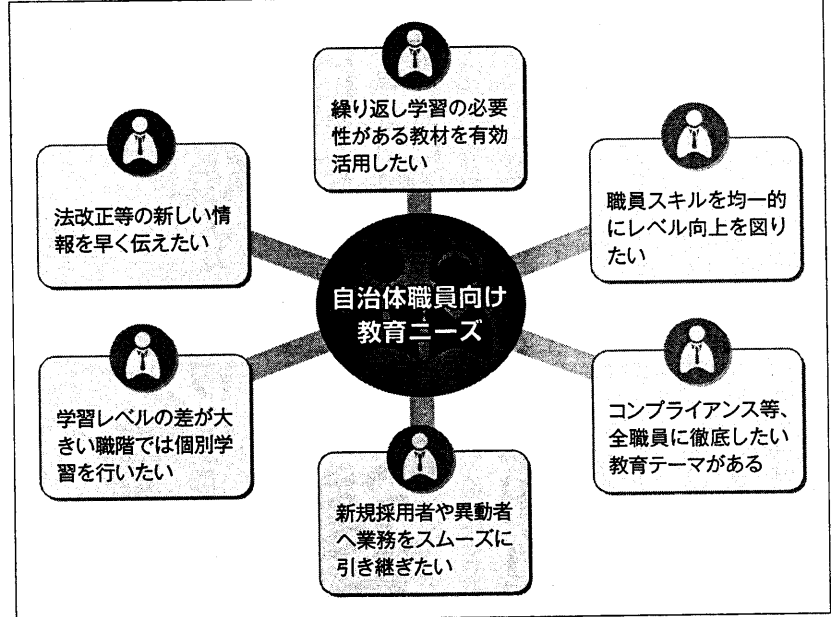 繰り返し学習の必要
性がある教材を有効
活用したい
法改正等の新しい情
報を早く伝えたい
職員スキルを均一的
にレベル向上を図り
たい
自治体職員向け
教育ニーズ
学習レベルの差が大
きい職階では個別学
習を行いたい
コンプライアンス等、
全職員に徹底したい
教育テーマがある
新規採用者や異動者
へ業務をスムーズに
引き継ぎたい